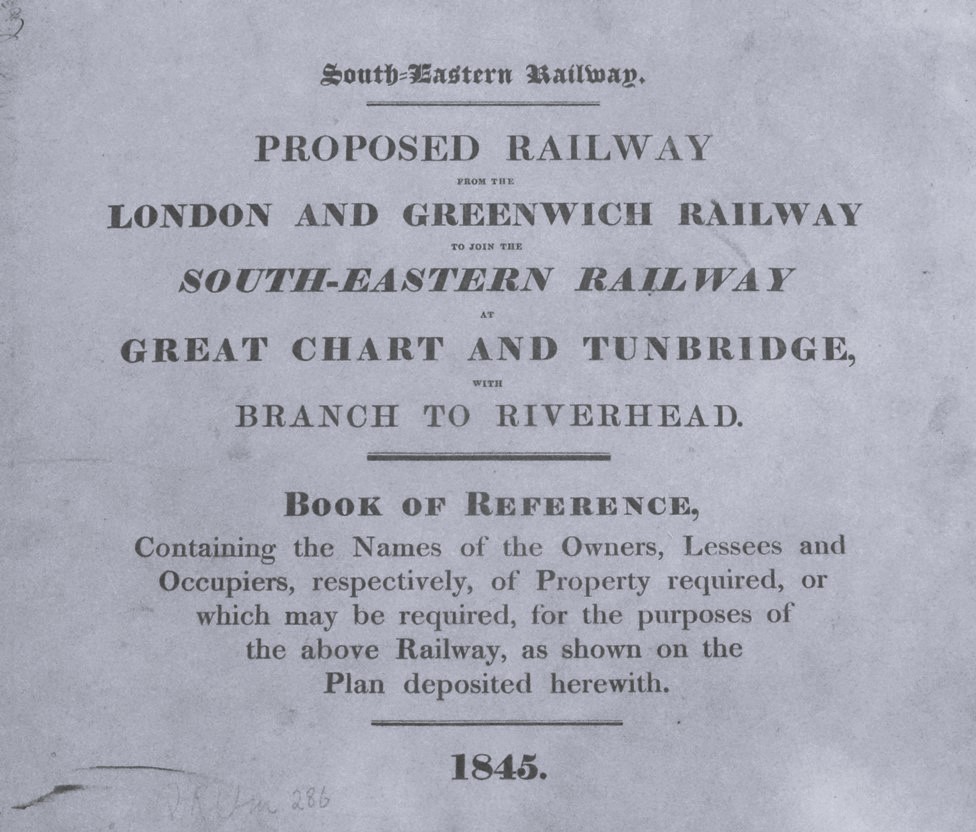 South-Eastern Railway.
PROPOSED RAILWAY
FROM THE
LONDON AND GREENWICH RAILWAY
TO JOIN THE
SOUTH-EASTERN RAILWAY
AT
GREAT CHART AND TUNBRIDGE,
WITH
BRANCH TO RIVERHEAD.
BOOK OF REFERENCE,
Containing the Names of the Owners, Lessees and
Occupiers, respectively, of Property required, or
which may be required, for the purposes of
the above Railway, as shown on the
Plan deposited herewith.
1845.
286